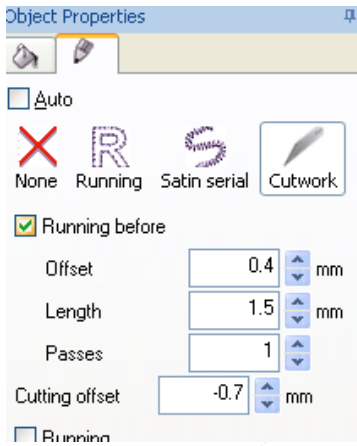 Object Properties
Auto
None Running Satin serial Cutwork
Running before
Offset 0.4 mm
Length 1.5 mm
Passes 1
Cutting offset -0.7 mm
Running